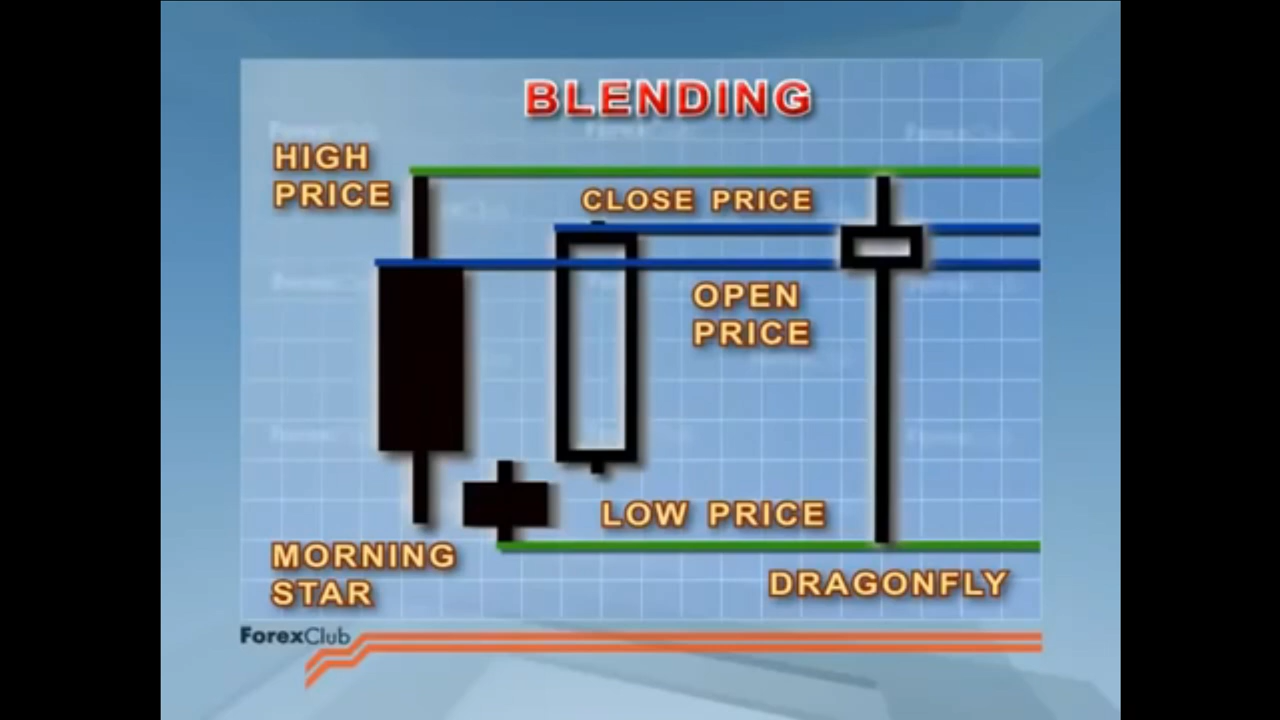 BLENDING
HIGH
PRICE
CLOSE PRICE
OPEN
PRICE
LOW PRICE
MORNING
STAR
DRAGONFLY
ForexClub